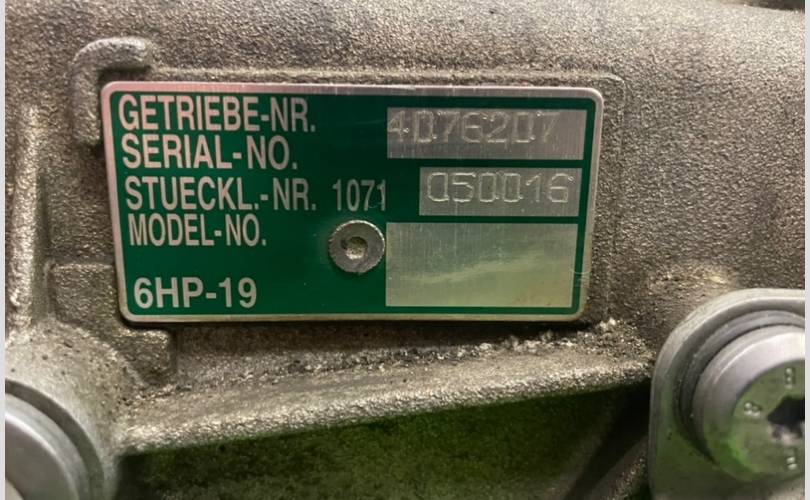 GETRIEBE-NR. 4076207
SERIAL-NO.
STUECKL.-NR. 1071 050016
MODEL-NO.
6HP-19